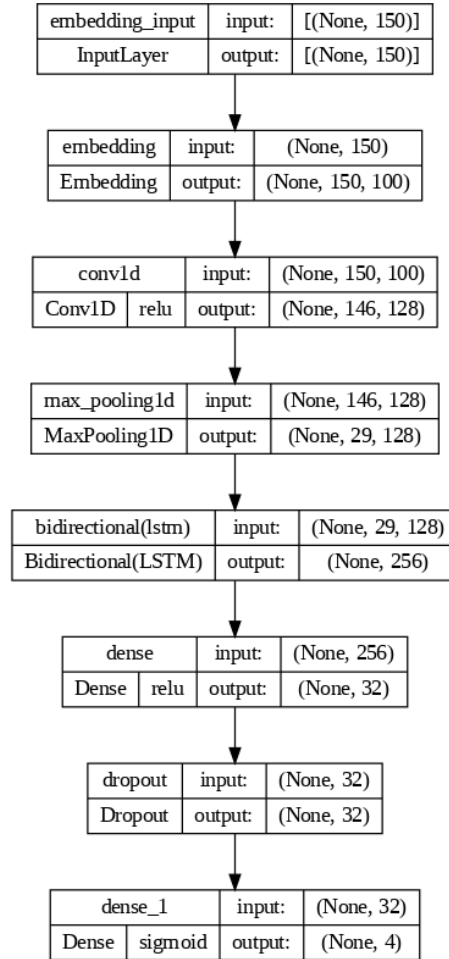 embedding_input input: [(None, 150)]
InputLayer output: [(None, 150)]
embedding input: (None, 150)
Embedding output: (None, 150, 100)
conv1d input: (None, 150, 100)
Conv1D relu output: (None, 146, 128)
max_pooling1d input: (None, 146, 128)
MaxPooling1D output: (None, 29, 128)
bidirectional(lstm) input: (None, 29, 128)
Bidirectional(LSTM) output: (None, 256)
dense input: (None, 256)
Dense relu output: (None, 32)
dropout input: (None, 32)
Dropout output: (None, 32)
dense_1 input: (None, 32)
Dense sigmoid output: (None, 4)